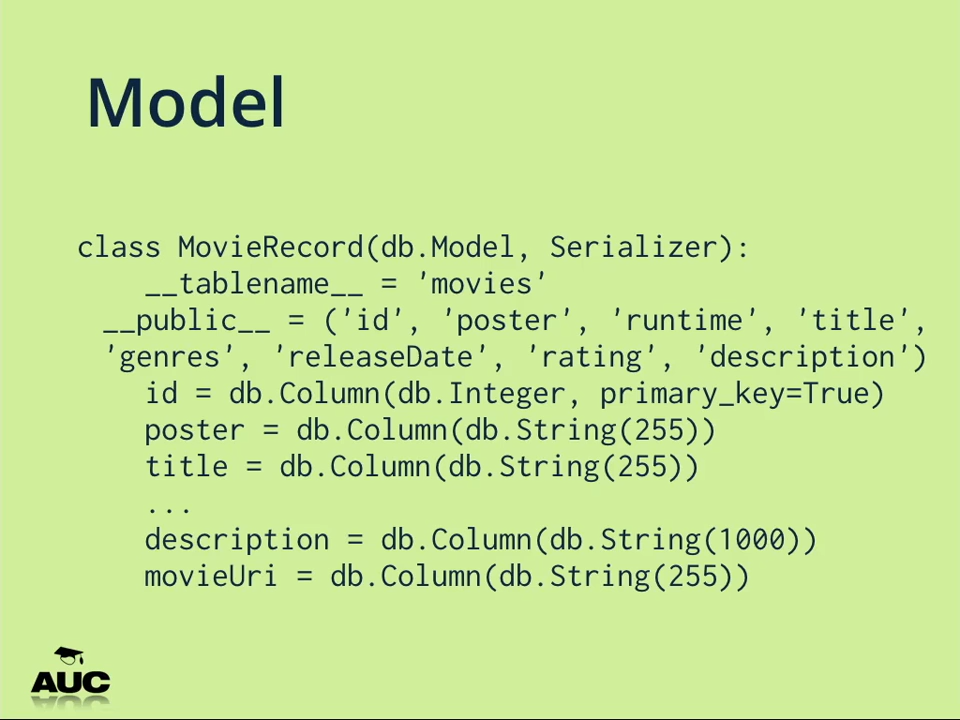 Model
class MovieRecord(db.Model, Serializer):
    __tablename__ = 'movies'
  __public__ = ('id', 'poster', 'runtime', 'title',
  'genres', 'releaseDate', 'rating', 'description')
    id = db.Column(db.Integer, primary_key=True)
    poster = db.Column(db.String(255))
    title = db.Column(db.String(255))
    ...
    description = db.Column(db.String(1000))
    movieUri = db.Column(db.String(255))
AUC